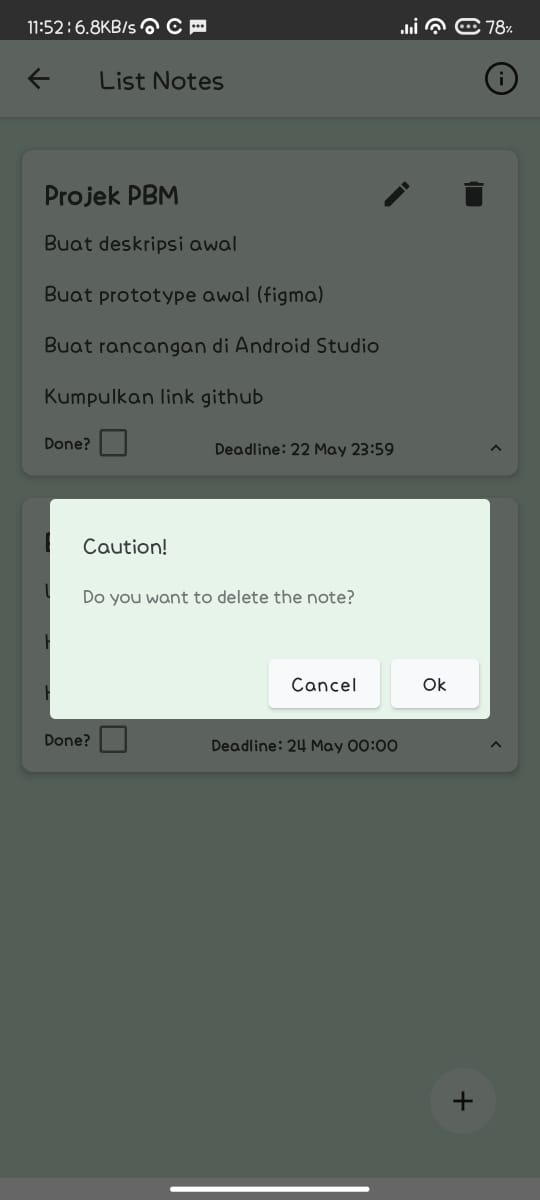 11:52 : 6.8KB/s 78%
List Notes
Projek PBM
Buat deskripsi awal
Buat prototype awal (figma)
Buat rancangan di Android Studio
Kumpulkan link github
Done? Deadline: 22 May 23:59
Caution!
Do you want to delete the note?
Cancel Ok
Done? Deadline: 24 May 00:00